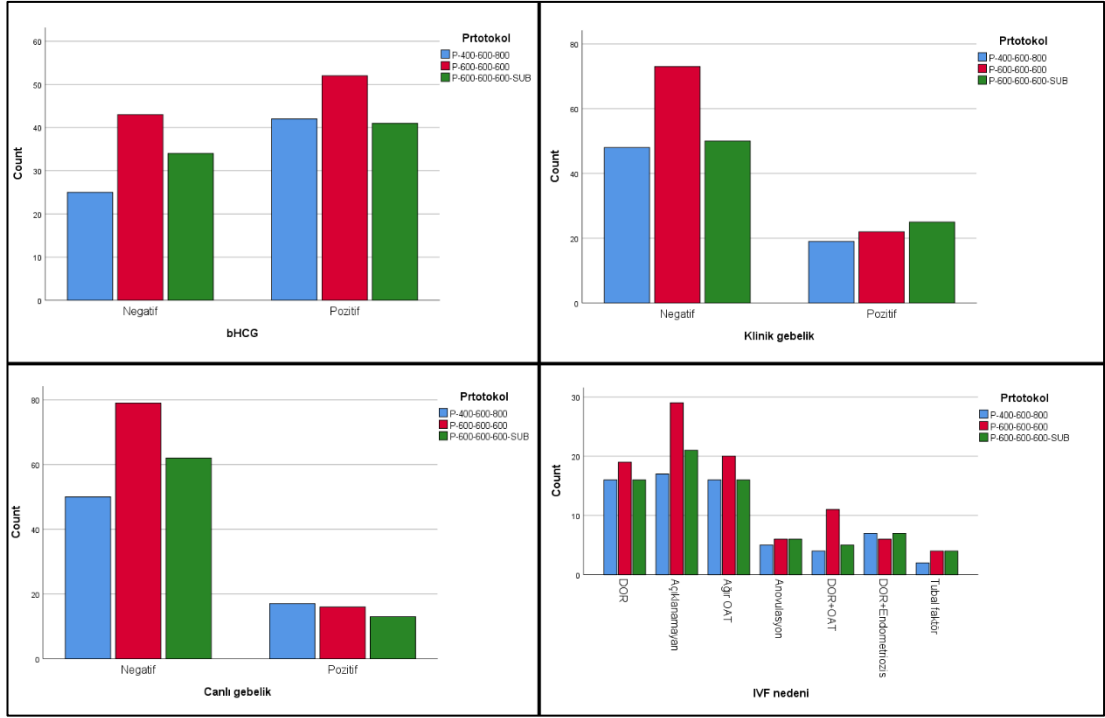 Prtotokol
P-400-600-800
P-600-600-600
P-600-600-600-SUB
60
50
40
30
20
10
0
Count
Negatif
Pozitif
bHCG
Prtotokol
P-400-600-800
P-600-600-600
P-600-600-600-SUB
80
60
40
20
0
Count
Negatif
Pozitif
Klinik gebelik
Prtotokol
P-400-600-800
P-600-600-600
P-600-600-600-SUB
80
60
40
20
0
Count
Negatif
Pozitif
Canlı gebelik
Prtotokol
P-400-600-800
P-600-600-600
P-600-600-600-SUB
30
20
10
0
Count
DOR
Açıklanamayan
Ağır OAT
Anovulasyon
DOR+OAT
DOR+Endometriozis
Tubal faktör
IVF nedeni